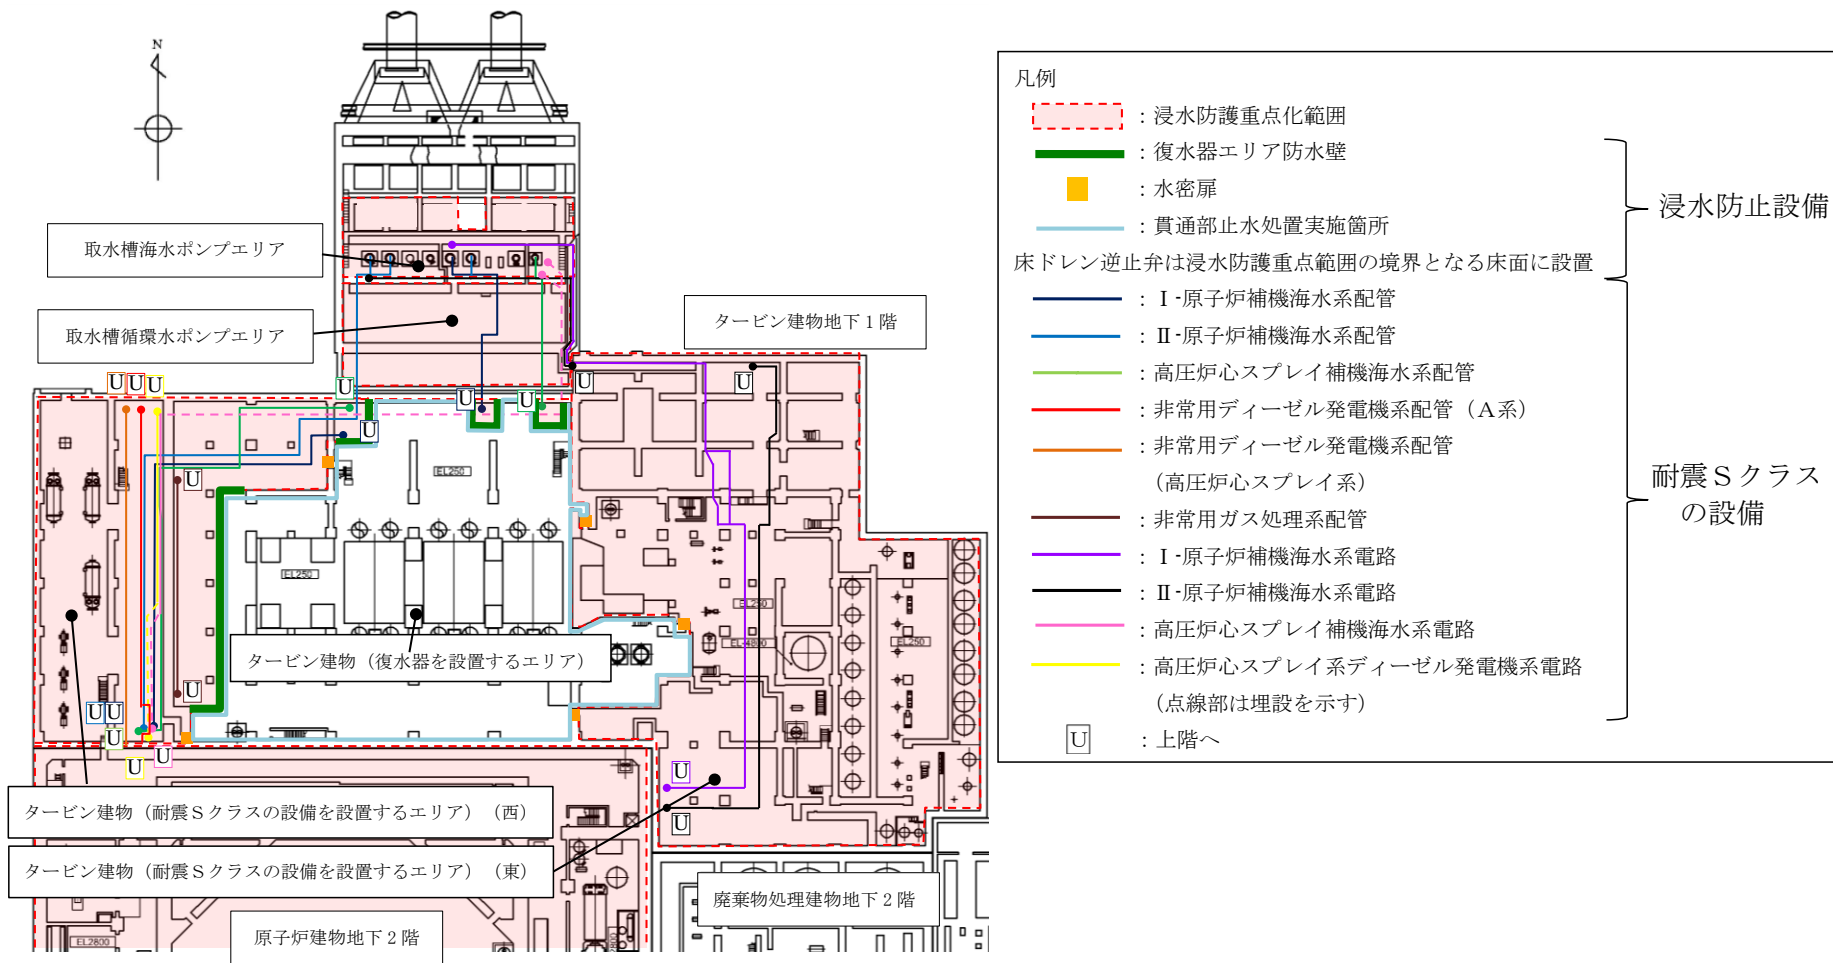 N
取水槽海水ポンプエリア
取水槽循環水ポンプエリア
タービン建物地下1階
U U U
U
U
U
U
U
U
U
EL250
EL250
タービン建物（復水器を設置するエリア）
EL250
EL-4800
EL250
U
U U
U
U
U
U
U
タービン建物（耐震Sクラスの設備を設置するエリア）（西）
タービン建物（耐震Sクラスの設備を設置するエリア）（東）
廃棄物処理建物地下2階
原子炉建物地下2階
EL2800
凡例
：浸水防護重点化範囲
：復水器エリア防水壁
：水密扉
：貫通部止水処置実施箇所
床ドレン逆止弁は浸水防護重点範囲の境界となる床面に設置
浸水防止設備
：Ⅰ-原子炉補機海水系配管
：Ⅱ-原子炉補機海水系配管
：高圧炉心スプレイ補機海水系配管
：非常用ディーゼル発電機系配管（A系）
：非常用ディーゼル発電機系配管
（高圧炉心スプレイ系）
：非常用ガス処理系配管
：Ⅰ-原子炉補機海水系電路
：Ⅱ-原子炉補機海水系電路
：高圧炉心スプレイ補機海水系電路
：高圧炉心スプレイ系ディーゼル発電機系電路
（点線部は埋設を示す）
耐震Sクラス
の設備
U ：上階へ